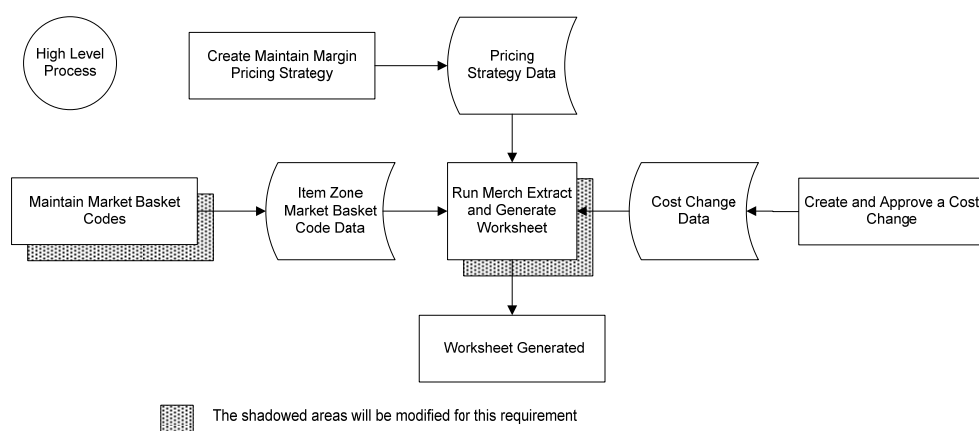 High Level
Process
Create Maintain Margin
Pricing Strategy
Pricing
Strategy Data
Maintain Market Basket
Codes
Item Zone
Market Basket
Code Data
Run Merch Extract
and Generate
Worksheet
Cost Change
Data
Create and Approve a Cost
Change
Worksheet Generated
The shadowed areas will be modified for this requirement